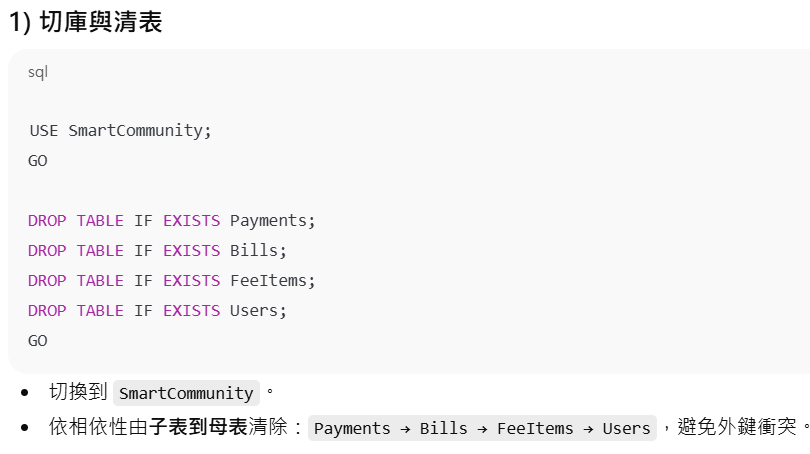 1) 切庫與清表
sql
USE SmartCommunity;
GO
DROP TABLE IF EXISTS Payments;
DROP TABLE IF EXISTS Bills;
DROP TABLE IF EXISTS FeeItems;
DROP TABLE IF EXISTS Users;
GO
• 切換到 SmartCommunity 。
• 依相依性由子表到母表清除：Payments → Bills → FeeItems → Users，避免外鍵衝突。